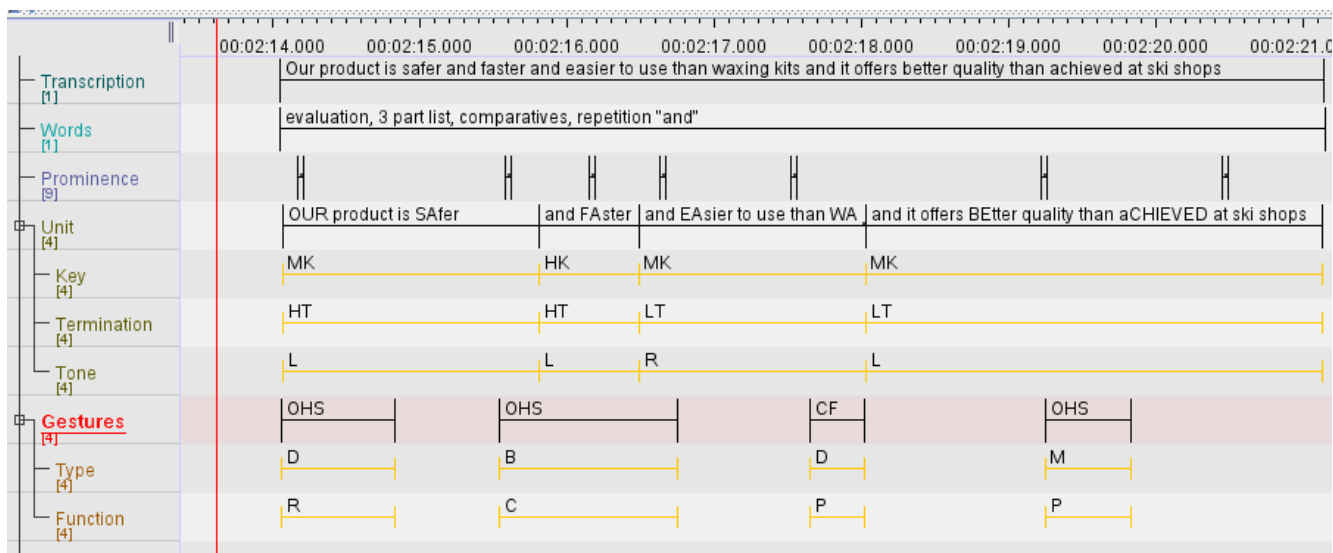 00:02:14.000 00:02:15.000 00:02:16.000 00:02:17.000 00:02:18.000 00:02:19.000 00:02:20.000 00:02:21.0
Transcription Our product is safer and faster and easier to use than waxing kits and it offers better quality than achieved at ski shops
[1]
Words evaluation, 3 part list, comparatives, repetition "and"
[1]
Prominence
[9]
Unit OUR product is SAfer and FAster and EAsier to use than WA and it offers BEtter quality than aCHIEVED at ski shops
[4]
Key MK HK MK MK
[4]
Termination HT HT LT LT
[4]
Tone L L R L
[4]
Gestures OHS OHS CF OHS
[4]
Type D B D M
[4]
Function R C P P
[4]